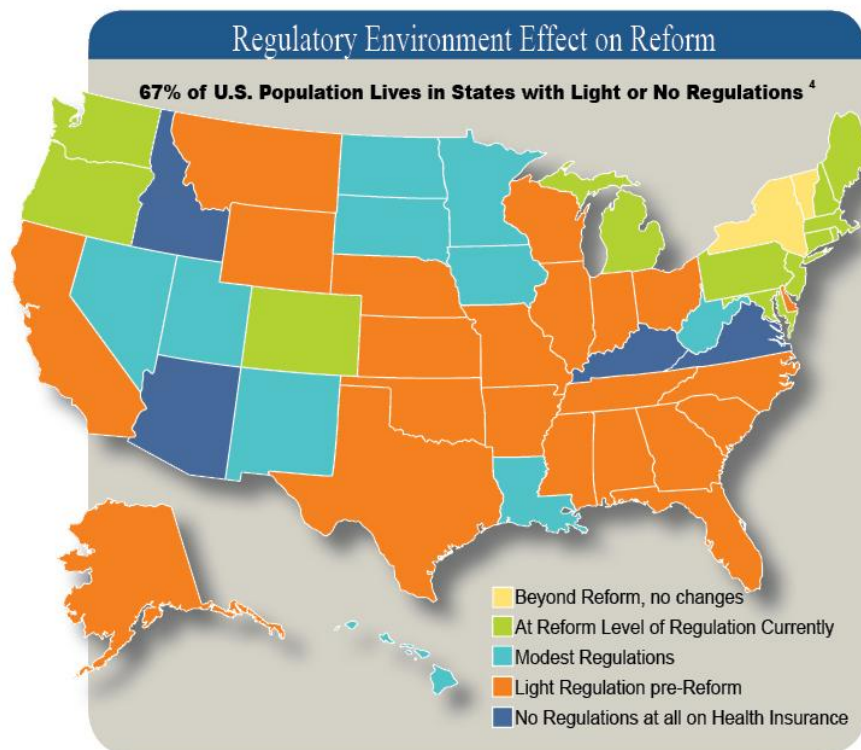 Regulatory Environment Effect on Reform
67% of U.S. Population Lives in States with Light or No Regulations 4
Beyond Reform, no changes
At Reform Level of Regulation Currently
Modest Regulations
Light Regulation pre-Reform
No Regulations at all on Health Insurance